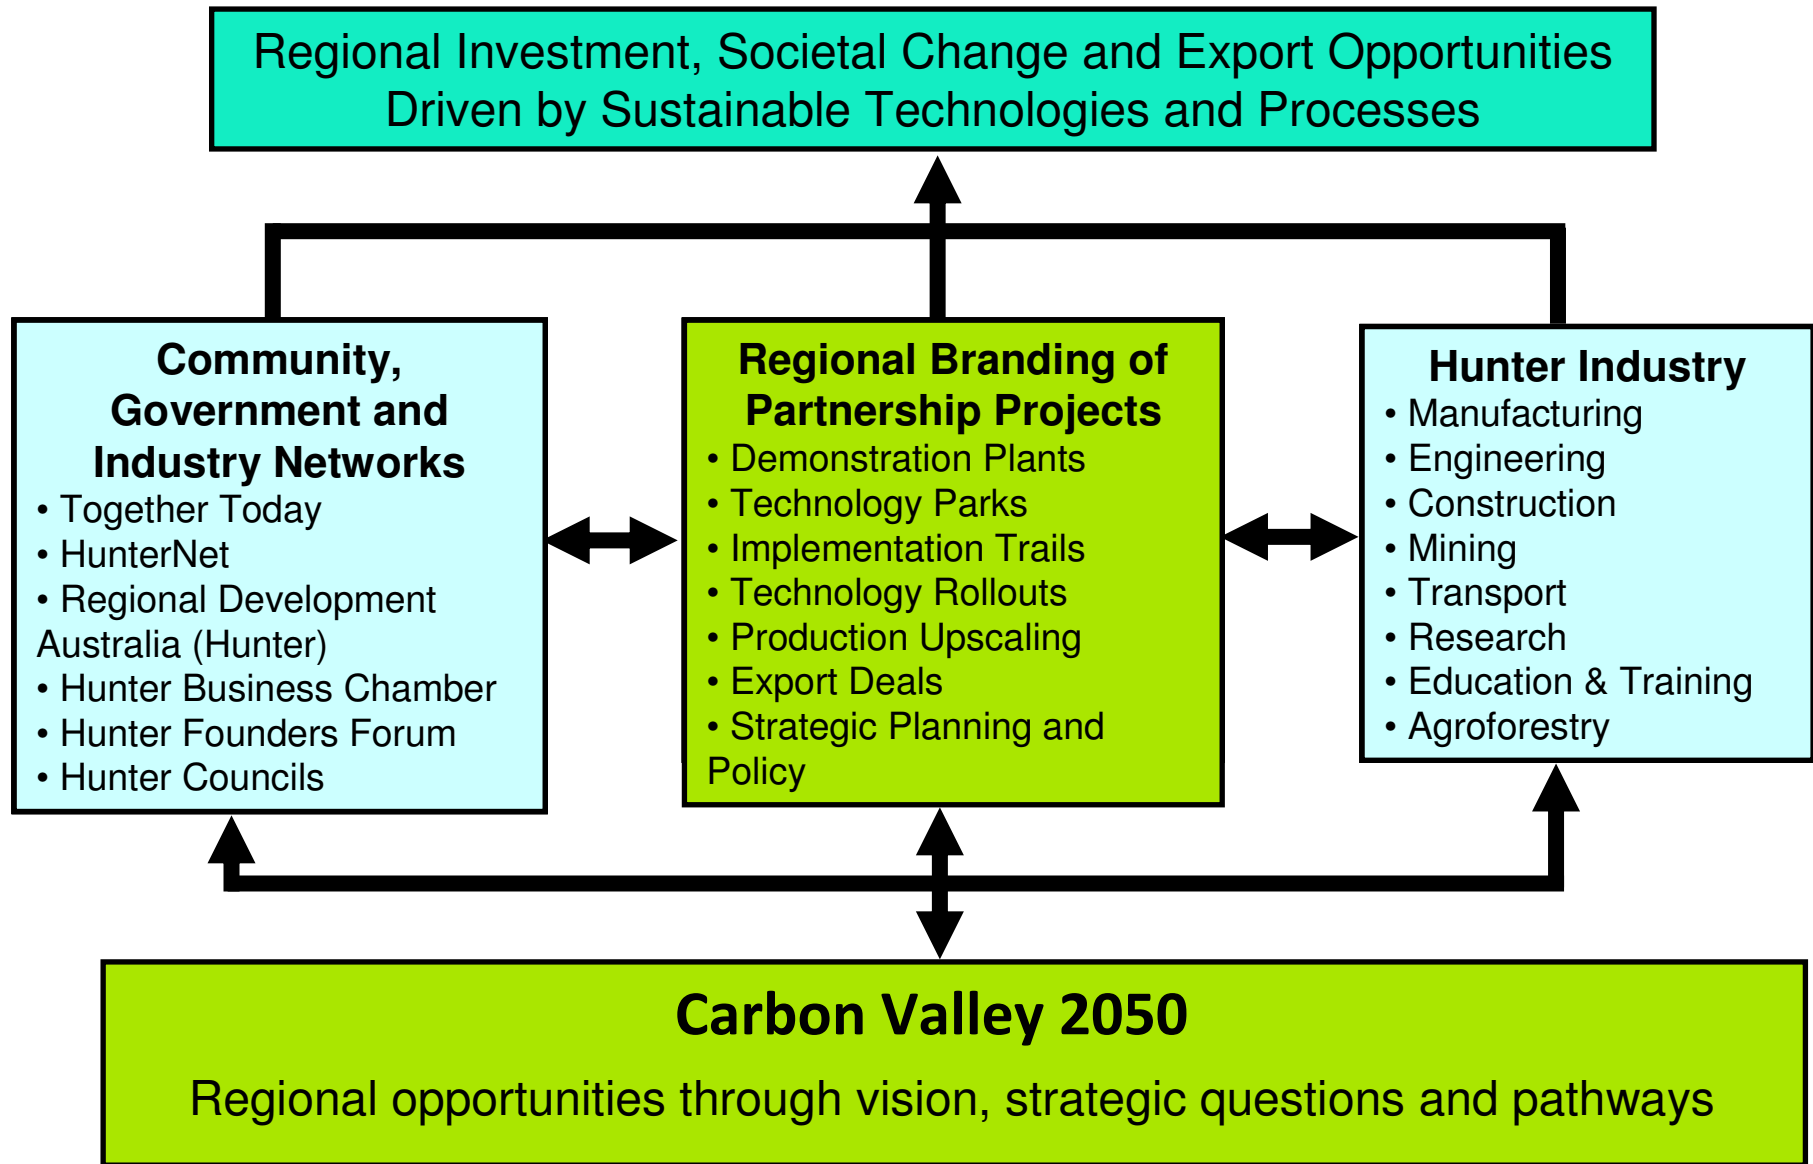 Regional Investment, Societal Change and Export Opportunities
Driven by Sustainable Technologies and Processes
Community,
Government and
Industry Networks
• Together Today
• HunterNet
• Regional Development
Australia (Hunter)
• Hunter Business Chamber
• Hunter Founders Forum
• Hunter Councils
Regional Branding of
Partnership Projects
• Demonstration Plants
• Technology Parks
• Implementation Trails
• Technology Rollouts
• Production Upscaling
• Export Deals
• Strategic Planning and
Policy
Hunter Industry
• Manufacturing
• Engineering
• Construction
• Mining
• Transport
• Research
• Education & Training
• Agroforestry
Carbon Valley 2050
Regional opportunities through vision, strategic questions and pathways